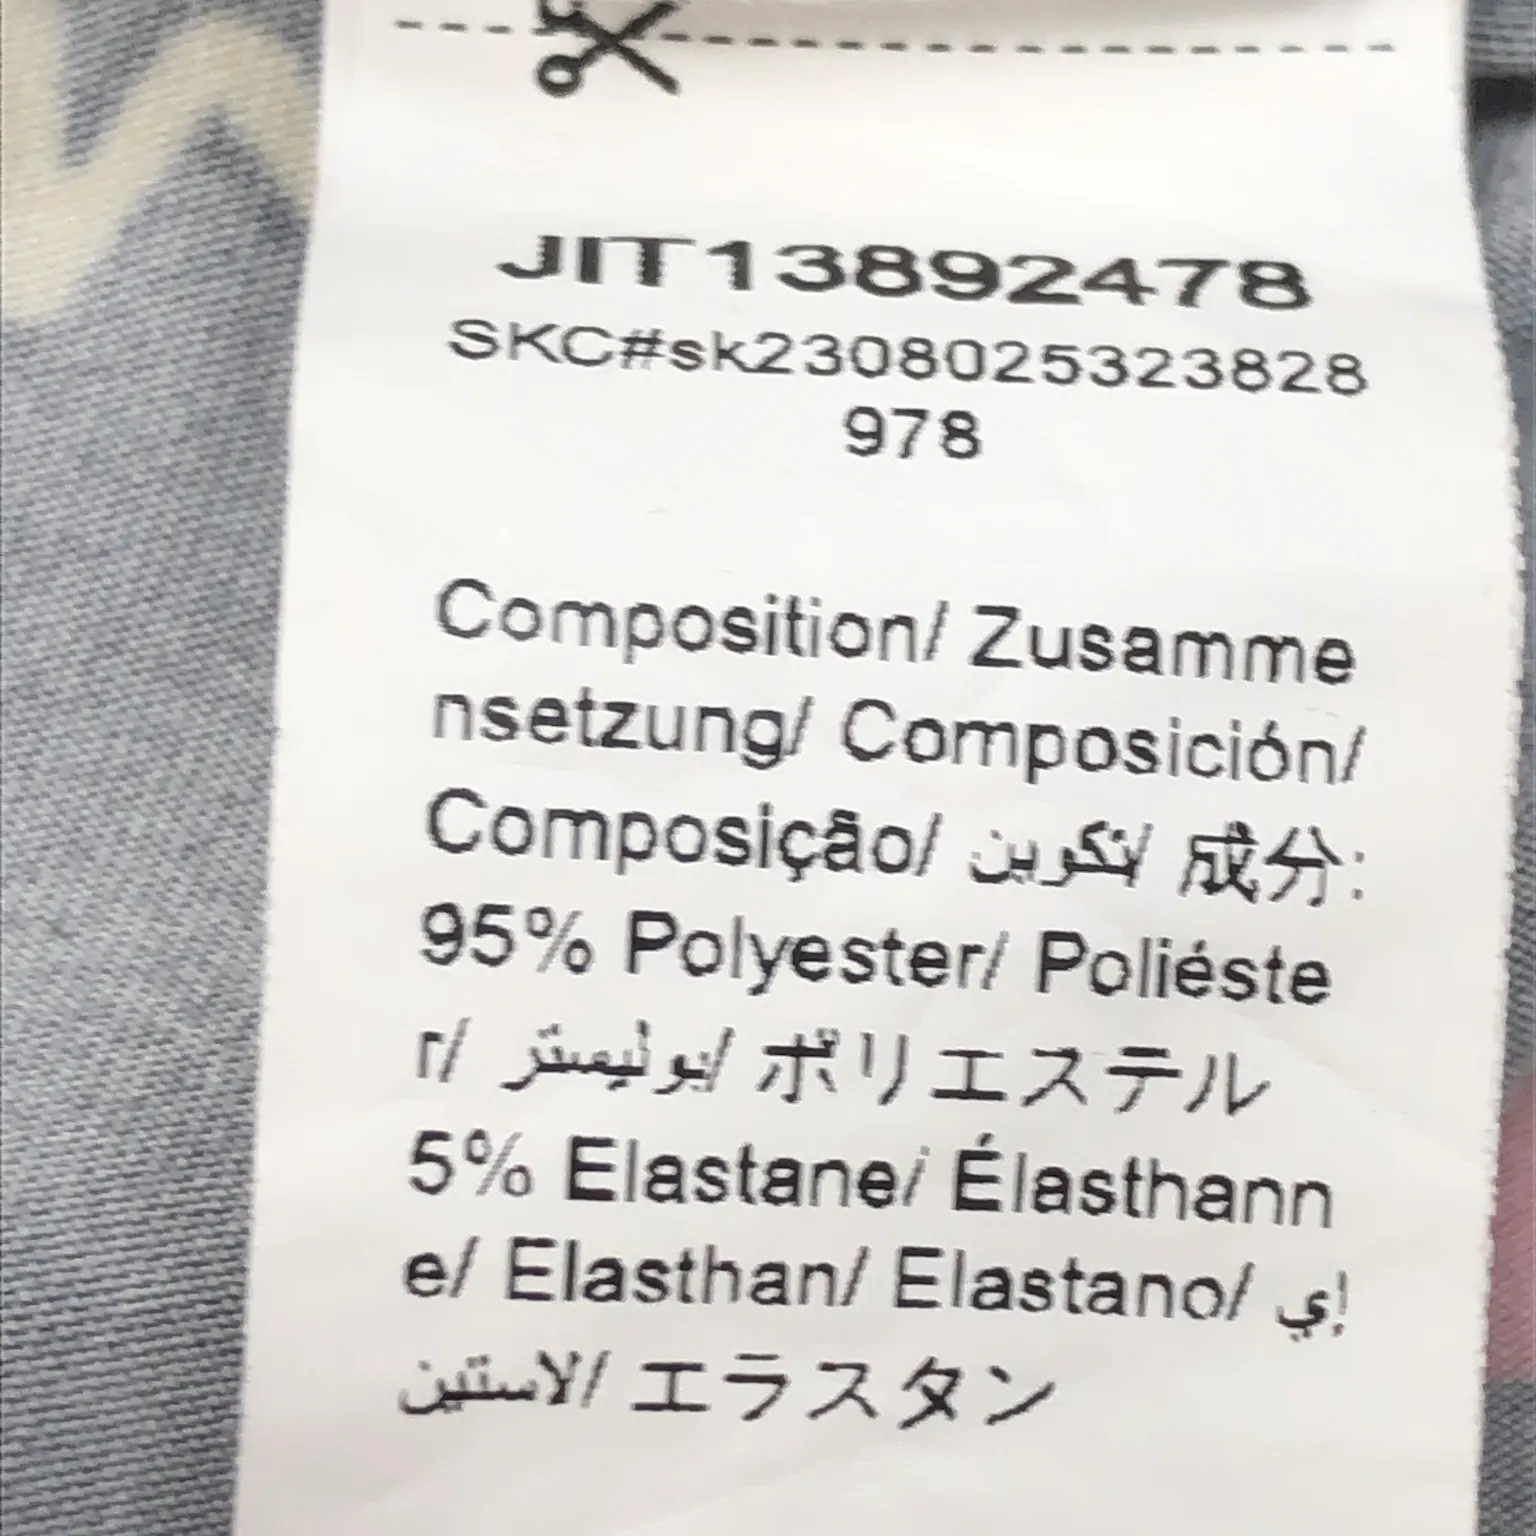 JIT13892478
SKC#sk2308025323828
978
Composition/ Zusamme
nsetzung/ Composición/
Composição/ تكوين/ 成分:
95% Polyester/ Poliéste
r/ بوليستر/ ポリエステル
5% Elastane/ Élasthann
e/ Elasthan/ Elastano/ إي
لاستين/ エラスタン